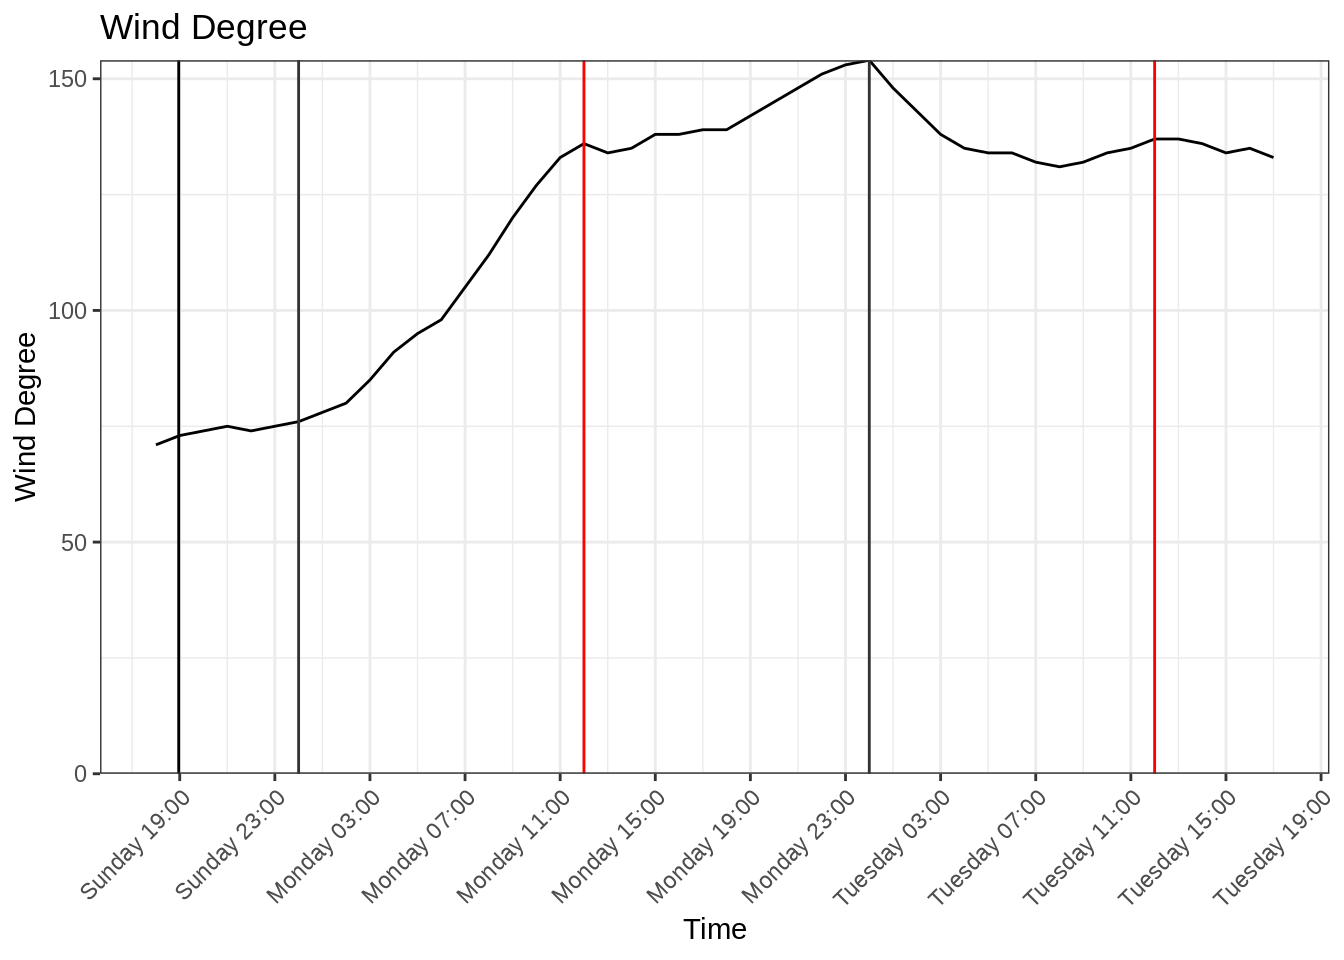 Wind Degree
Wind Degree
150
100
50
0
Sunday 19:00
Sunday 23:00
Monday 03:00
Monday 07:00
Monday 11:00
Monday 15:00
Monday 19:00
Monday 23:00
Tuesday 03:00
Tuesday 07:00
Tuesday 11:00
Tuesday 15:00
Tuesday 19:00
Time